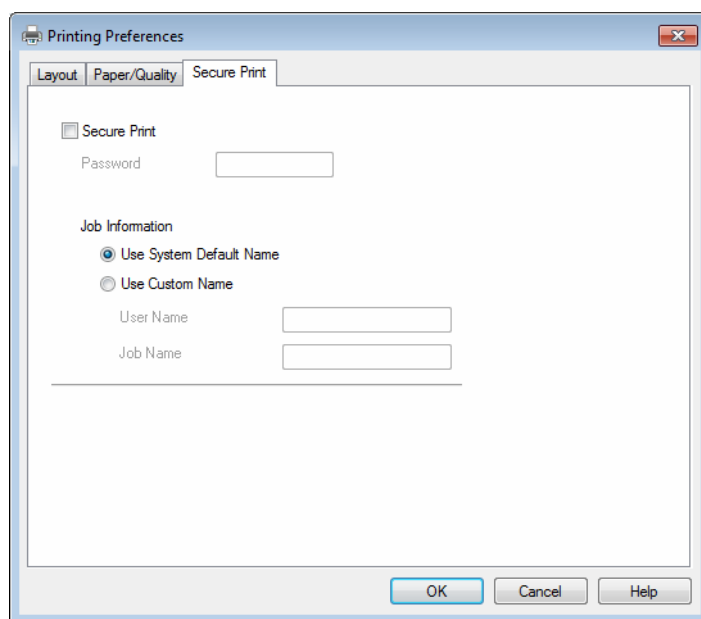 Printing Preferences
Layout Paper/Quality Secure Print
Secure Print
Password
Job Information
Use System Default Name
Use Custom Name
User Name
Job Name
OK Cancel Help